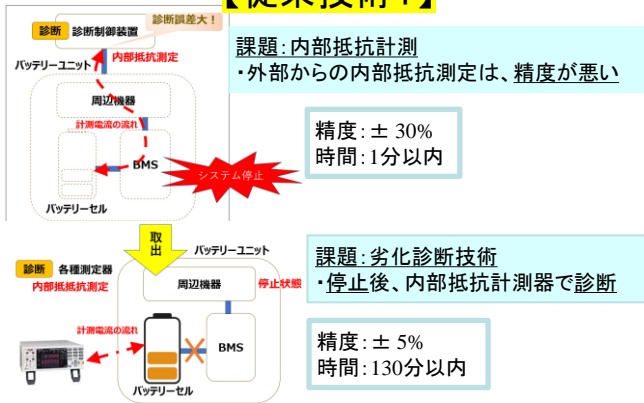 【従来技術1】
診断 診断制御装置
診断誤差大！
内部抵抗測定
バッテリーユニット
周辺機器
計測電流の流れ
BMS
システム停止
バッテリーセル
課題：内部抵抗計測
・外部からの内部抵抗測定は、精度が悪い
精度：± 30%
時間：1分以内
取出
診断 各種測定器
内部抵抵抗測定
バッテリーユニット
周辺機器
停止状態
計測電流の流れ
BMS
バッテリーセル
課題：劣化診断技術
・停止後、内部抵抗計測器で診断
精度：± 5%
時間：130分以内